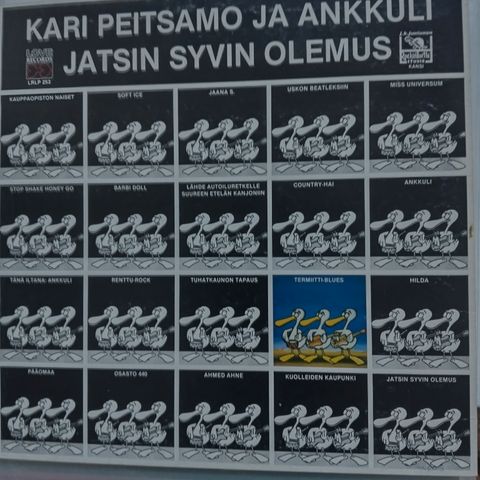 KARI PEITSAMO JA ANKKULI
JATSIN SYVIN OLEMUS
LOVE
RECORDS
LRLP 253
KANSI
KAUPPAOPISTON NAISET
SOFT ICE
JAANA S.
USKON BEATLEKSIIN
MISS UNIVERSUM
STOP SHAKE HONEY GO
BARBI DOLL
LÄHDE AUTOILURETKELLE
SUUREEN ETELÄN KANJONIIN
COUNTRY-HAI
ANKKULI
TÄNÄ ILTANA: ANKKULI
RENTTU-ROCK
TUHATKAUNON TAPAUS
TERMIITTI-BLUES
HILDA
PÄÄOMAA
OSASTO 440
AHMED AHNE
KUOLLEIDEN KAUPUNKI
JATSIN SYVIN OLEMUS